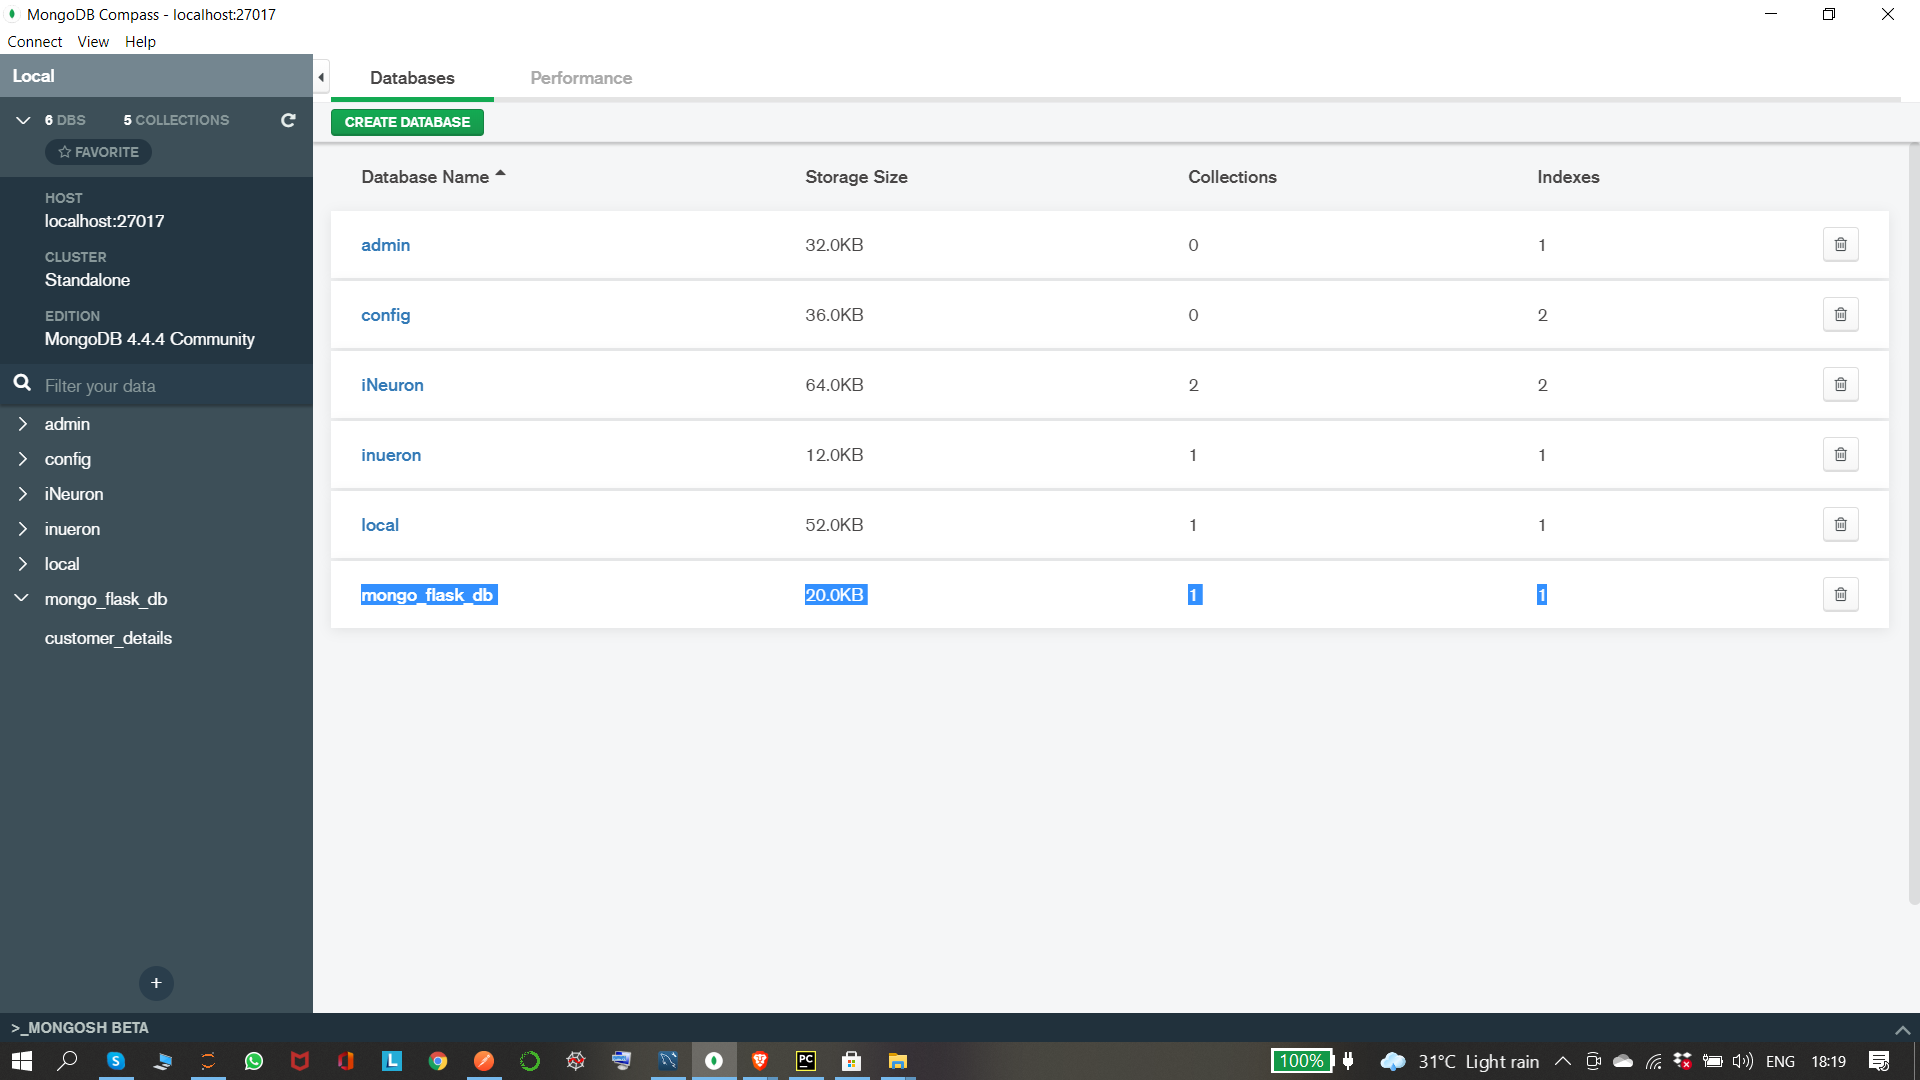 MongoDB Compass - localhost:27017
Connect View Help
Local
6 DBS 5 COLLECTIONS
FAVORITE
HOST
localhost:27017
CLUSTER
Standalone
EDITION
MongoDB 4.4.4 Community
Filter your data
admin
config
iNeuron
inueron
local
mongo_flask_db
customer_details
+
Databases Performance
CREATE DATABASE
Database Name Storage Size Collections Indexes
admin 32.0KB 0 1
config 36.0KB 0 2
iNeuron 64.0KB 2 2
inueron 12.0KB 1 1
local 52.0KB 1 1
mongo_flask_db 20.0KB 1 1
>_MONGOSH BETA
S L PC 100% 31°C Light rain ENG 18:19